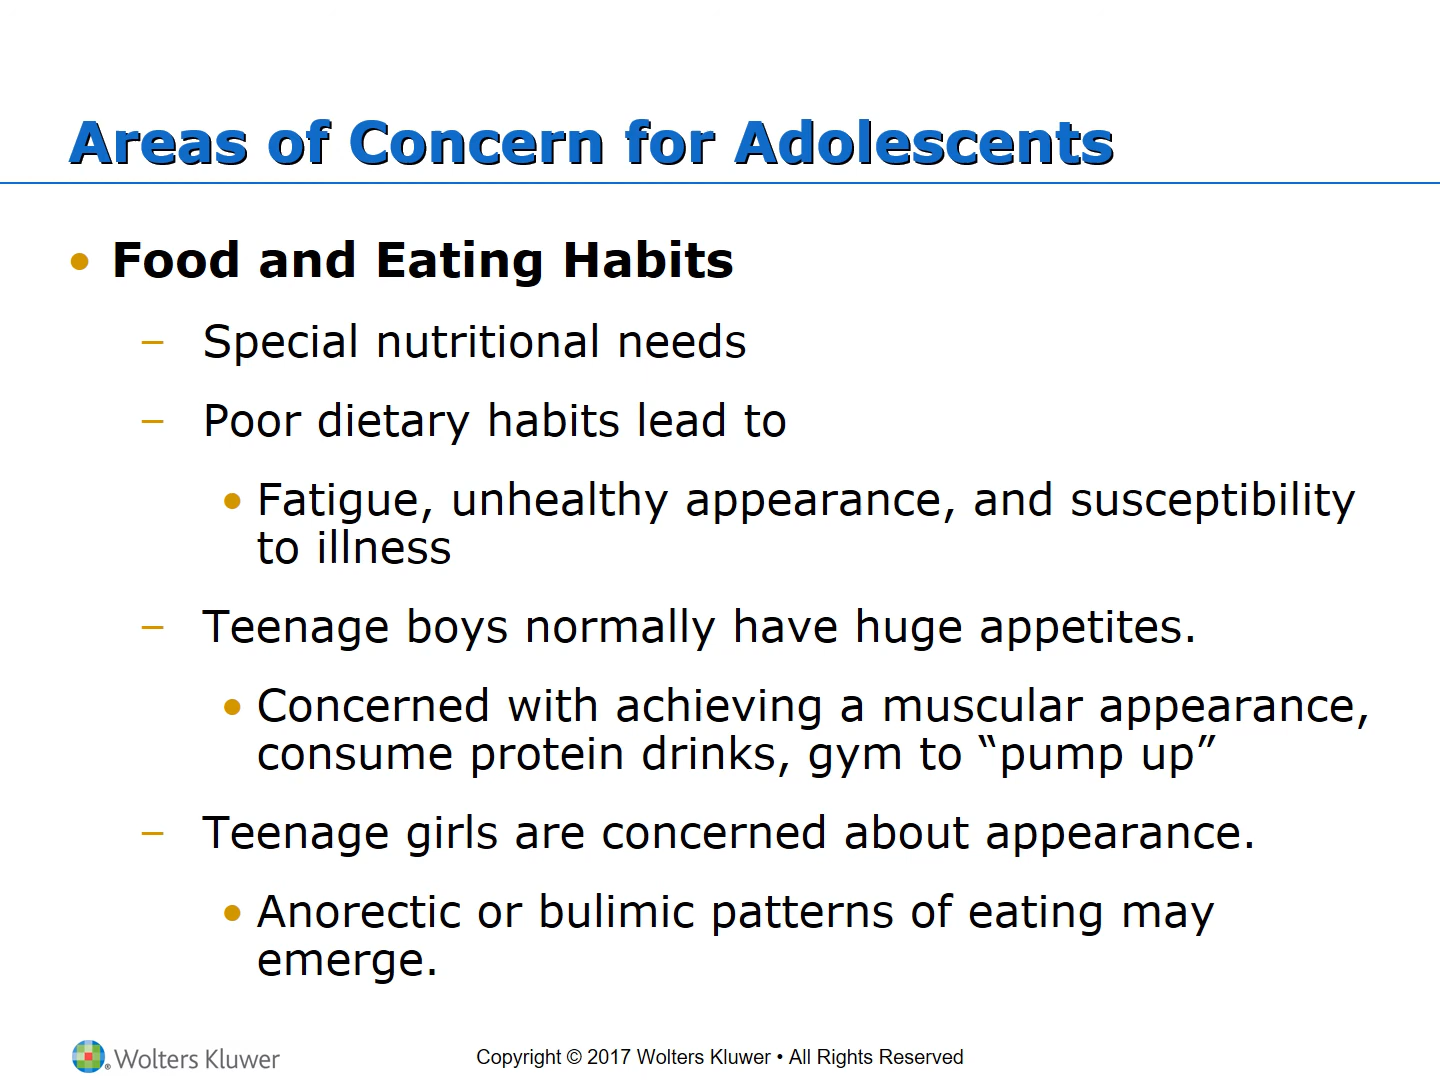 Areas of Concern for Adolescents
• Food and Eating Habits
– Special nutritional needs
– Poor dietary habits lead to
• Fatigue, unhealthy appearance, and susceptibility
to illness
– Teenage boys normally have huge appetites.
• Concerned with achieving a muscular appearance,
consume protein drinks, gym to “pump up”
– Teenage girls are concerned about appearance.
• Anorectic or bulimic patterns of eating may
emerge.
® Wolters Kluwer
Copyright © 2017 Wolters Kluwer • All Rights Reserved